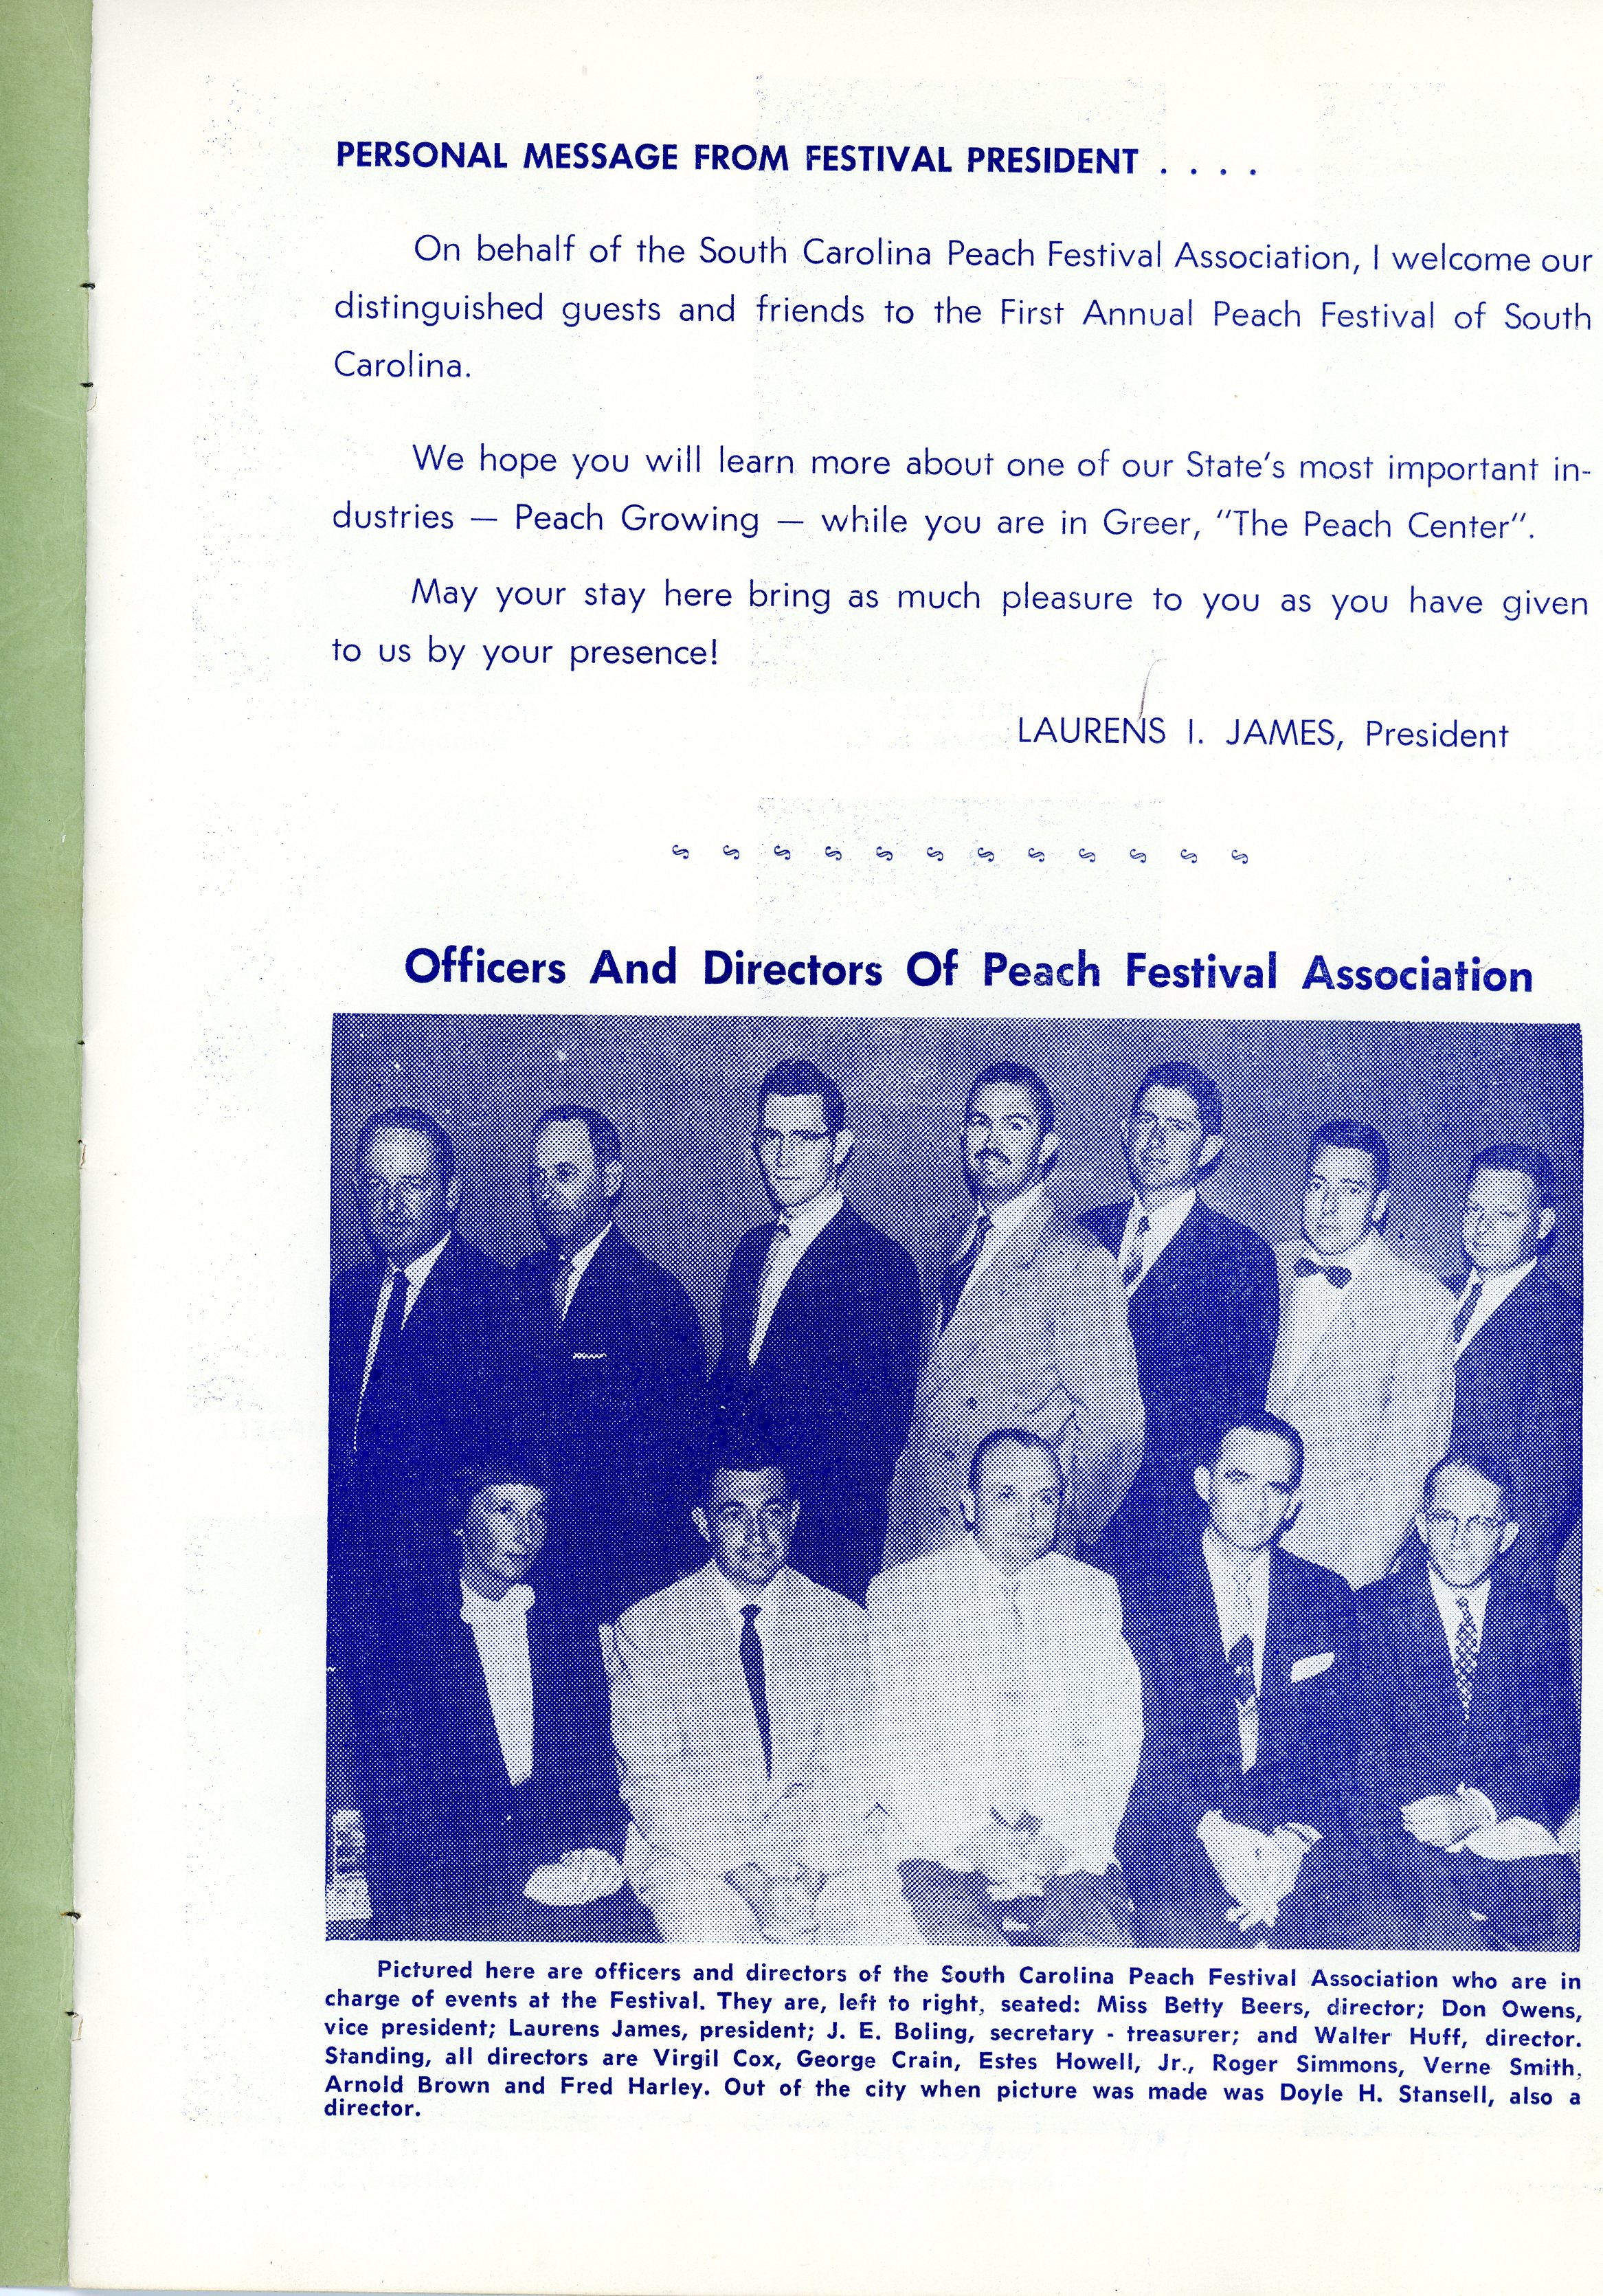 PERSONAL MESSAGE FROM FESTIVAL PRESIDENT . . . .
On behalf of the South Carolina Peach Festival Association, I welcome our
distinguished guests and friends to the First Annual Peach Festival of South
Carolina.
We hope you will learn more about one of our State's most important in-
dustries — Peach Growing — while you are in Greer, "The Peach Center".
May your stay here bring as much pleasure to you as you have given
to us by your presence!
LAURENS I. JAMES, President
Officers And Directors Of Peach Festival Association
Pictured here are officers and directors of the South Carolina Peach Festival Association who are in
charge of events at the Festival. They are, left to right, seated: Miss Betty Beers, director; Don Owens,
vice president; Laurens James, president; J. E. Boling, secretary - treasurer; and Walter Huff, director.
Standing, all directors are Virgil Cox, George Crain, Estes Howell, Jr., Roger Simmons, Verne Smith,
Arnold Brown and Fred Harley. Out of the city when picture was made was Doyle H. Stansell, also a
director.